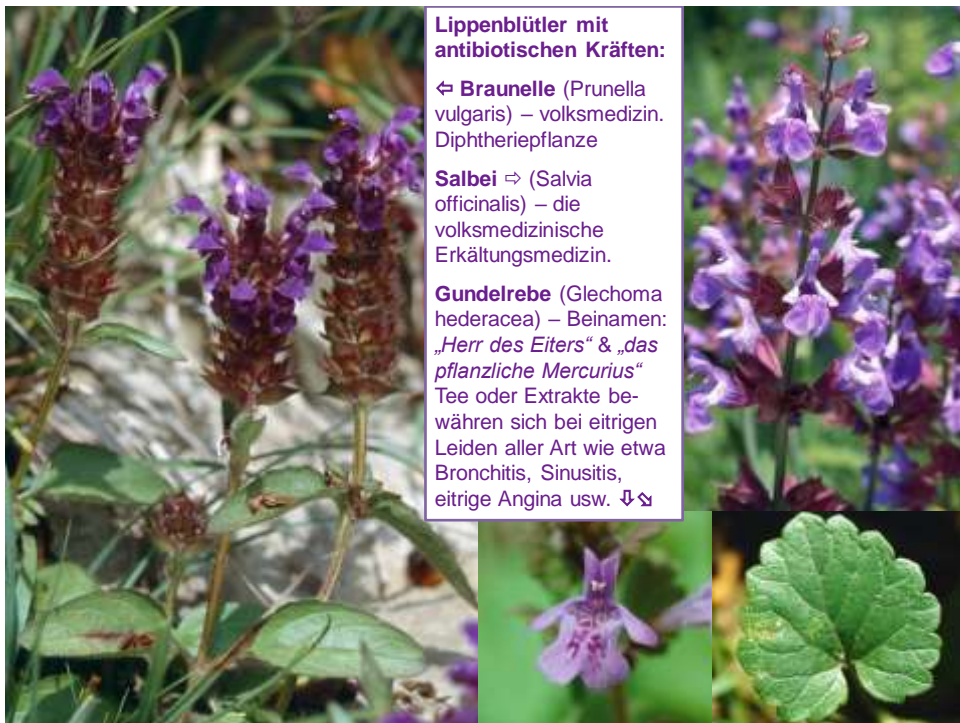 Lippenblütler mit
antibiotischen Kräften:
⇦ Braunelle (Prunella
vulgaris) – volksmedizin.
Diphtheriepflanze
Salbei ⇨ (Salvia
officinalis) – die
volksmedizinische
Erkältungsmedizin.
Gundelrebe (Glechoma
hederacea) – Beinamen:
„Herr des Eiters“ & „das
pflanzliche Mercurius“
Tee oder Extrakte be-
währen sich bei eitrigen
Leiden aller Art wie etwa
Bronchitis, Sinusitis,
eitrige Angina usw. ⇩⬂